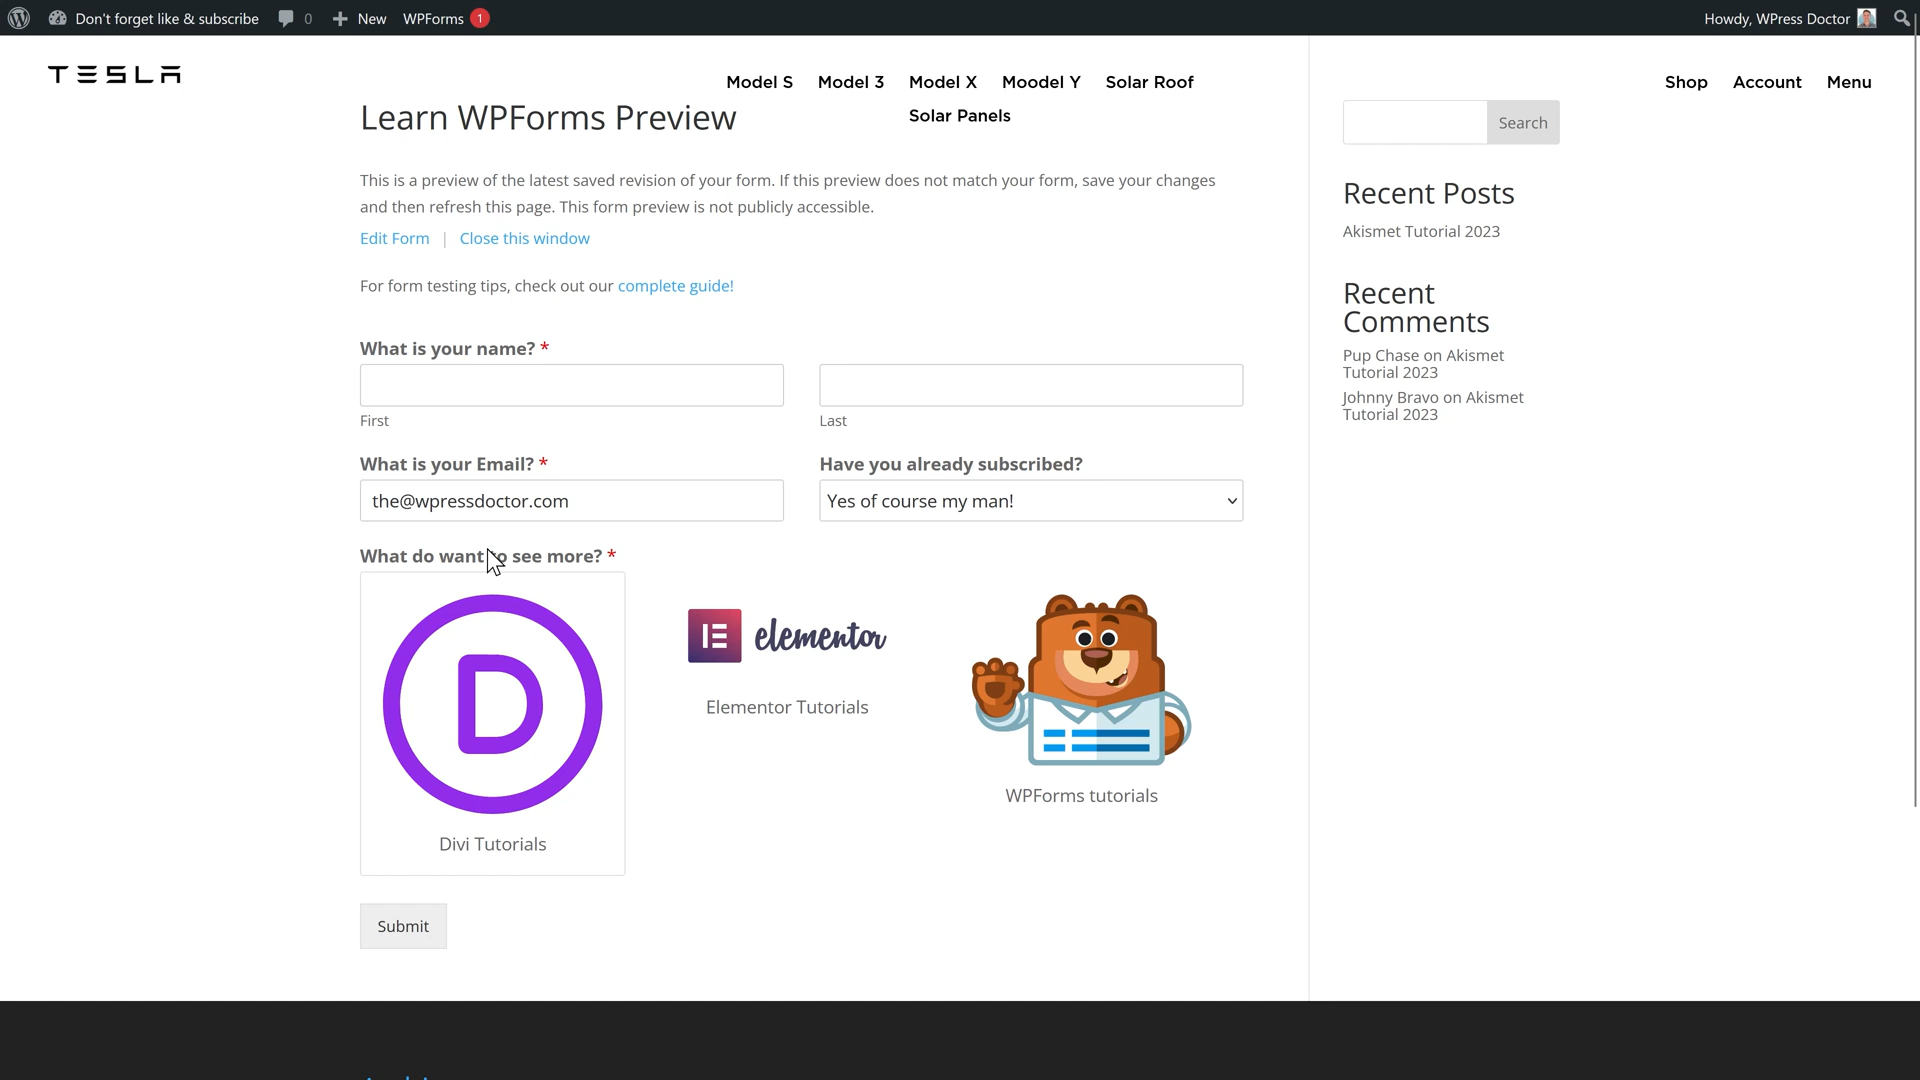 Don't forget like & subscribe 0 New WPForms 1 Howdy, WPress Doctor
TESLA
Model S Model 3 Model X Moodel Y Solar Roof
Solar Panels
Shop Account Menu
Learn WPForms Preview
This is a preview of the latest saved revision of your form. If this preview does not match your form, save your changes
and then refresh this page. This form preview is not publicly accessible.
Edit Form | Close this window
For form testing tips, check out our complete guide!
What is your name? *
First
Last
What is your Email? *
the@wpressdoctor.com
Have you already subscribed?
Yes of course my man!
What do want to see more? *
D
Divi Tutorials
elementor
Elementor Tutorials
WPForms tutorials
Submit
Search
Recent Posts
Akismet Tutorial 2023
Recent
Comments
Pup Chase on Akismet
Tutorial 2023
Johnny Bravo on Akismet
Tutorial 2023